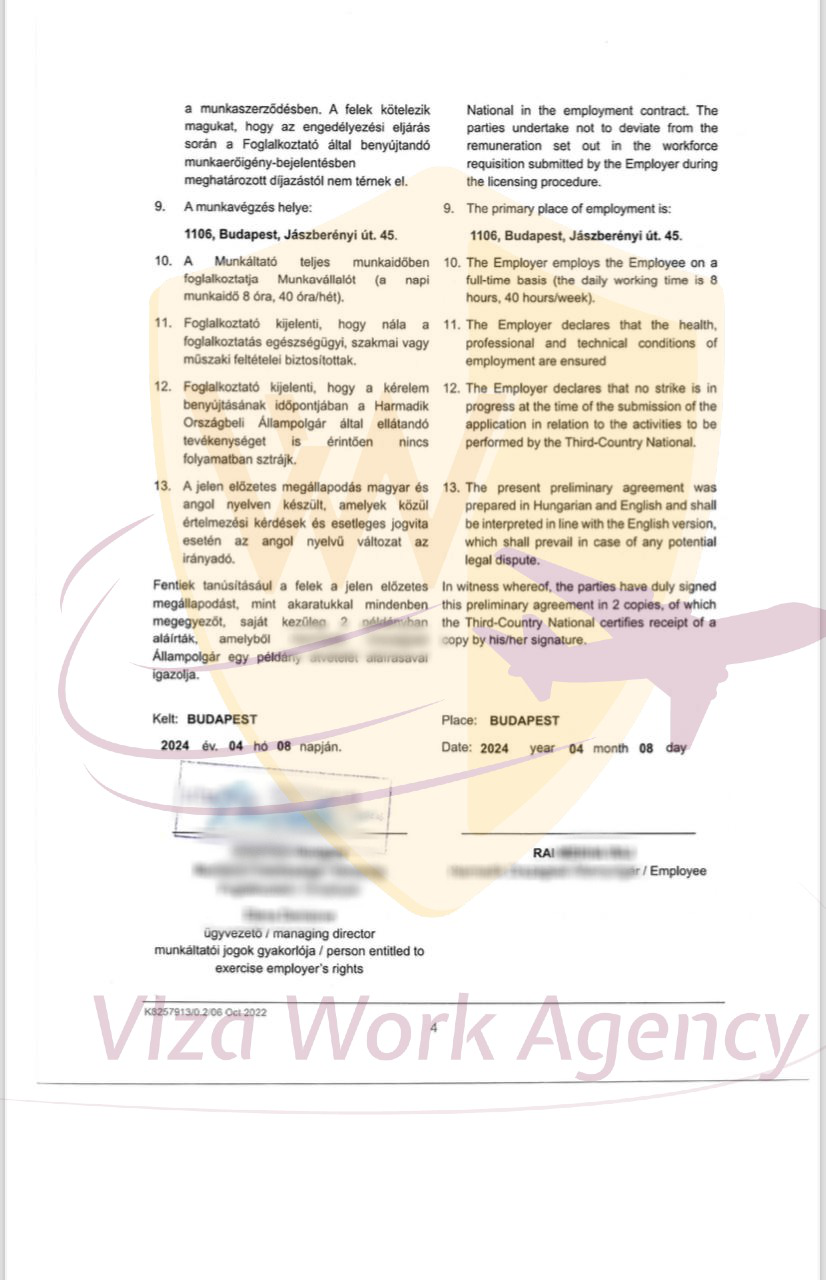 a munkaszerződésben. A felek kötelezik
magukat, hogy az engedélyezési eljárás
során a Foglalkoztató által benyújtandó
munkaerőigény-bejelentésben
meghatározott díjazástól nem térnek el.
9. A munkavégzés helye:
1106, Budapest, Jászberényi út. 45.
10. A Munkáltató teljes munkaidőben
foglalkoztatja Munkavállalót (a napi
munkaidő 8 óra, 40 óra/hét).
11. Foglalkoztató kijelenti, hogy nála a
foglalkoztatás egészségügyi, szakmai vagy
műszaki feltételei biztosítottak.
12. Foglalkoztató kijelenti, hogy a kérelem
benyújtásának időpontjában a Harmadik
Országbeli Állampolgár által ellátandó
tevékenységet is érintően nincs
folyamatban sztrájk.
13. A jelen előzetes megállapodás magyar és
angol nyelven készült, amelyek közül
értelmezési kérdések és esetleges jogvita
esetén az angol nyelvű változat az
irányadó.
Fentiek tanúsításául a felek a jelen előzetes
megállapodást, mint akaratukkal mindenben
megegyezőt, saját kezűleg 2 példányban
aláírták, amelyből
Állampolgár egy példány átvételét aláírásával
igazolja.
Kelt: BUDAPEST
2024 év. 04 hó 08 napján.
ügyvezető / managing director
munkáltatói jogok gyakorlója / person entitled to
exercise employer's rights
National in the employment contract. The
parties undertake not to deviate from the
remuneration set out in the workforce
requisition submitted by the Employer during
the licensing procedure.
9. The primary place of employment is:
1106, Budapest, Jászberényi út. 45.
10. The Employer employs the Employee on a
full-time basis (the daily working time is 8
hours, 40 hours/week).
11. The Employer declares that the health,
professional and technical conditions of
employment are ensured
12. The Employer declares that no strike is in
progress at the time of the submission of the
application in relation to the activities to be
performed by the Third-Country National.
13. The present preliminary agreement was
prepared in Hungarian and English and shall
be interpreted in line with the English version,
which shall prevail in case of any potential
legal dispute.
In witness whereof, the parties have duly signed
this preliminary agreement in 2 copies, of which
the Third-Country National certifies receipt of a
copy by his/her signature.
Place: BUDAPEST
Date: 2024 year 04 month 08 day
RAI
/ Employee
K8257913/0.2/06 Oct 2022
4
VIza Work Agency